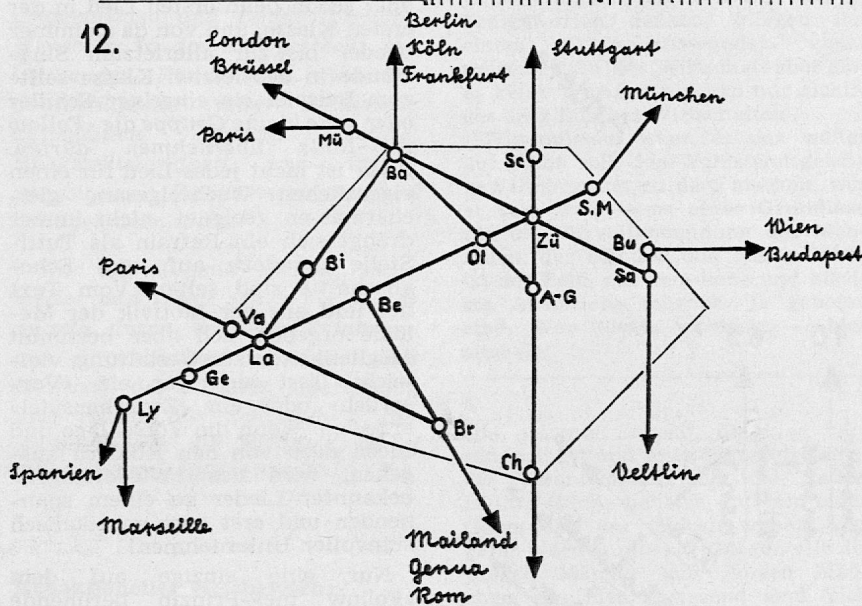 12.
London
Brüssel
Berlin
Köln
Frankfurt
Stuttgart
München
Paris
Mü
Ba
Sc
S.M
Zü
Ol
Bu
Sa
Wien
Budapest
Bi
A-G
Be
Paris
Va
La
Ge
Ly
Br
Ch
Spanien
Marseille
Veltlin
Mailand
Genua
Rom